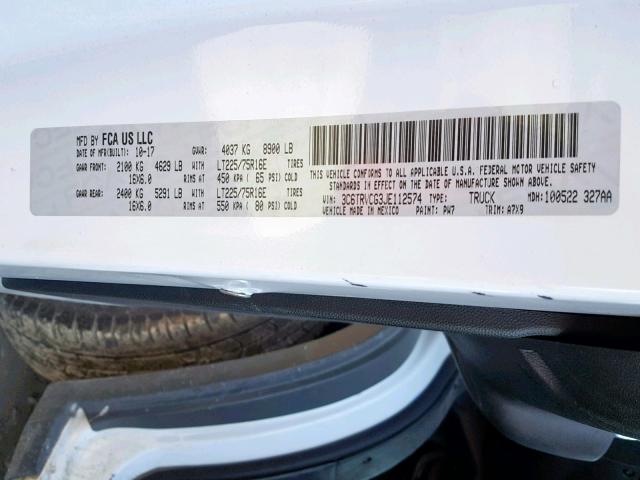 MFD BY FCA US LLC
DATE OF MFR(BUILT): 10-17 GVWR: 4037 KG 8900 LB
GAWR FRONT: 2100 KG 4629 LB WITH LT225/75R16E TIRES
16X6.0 RIMS AT 450 KPA ( 65 PSI) COLD
GAWR REAR: 2400 KG 5291 LB WITH LT225/75R16E TIRES
16X6.0 RIMS AT 550 KPA ( 80 PSI) COLD
THIS VEHICLE CONFORMS TO ALL APPLICABLE U.S.A. FEDERAL MOTOR VEHICLE SAFETY
STANDARDS IN EFFECT ON THE DATE OF MANUFACTURE SHOWN ABOVE.
VIN: 3C6TRVCG3JE112574 TYPE: TRUCK MDH: 100522 327AA
VEHICLE MADE IN MEXICO PAINT: PW7 TRIM: A7X9